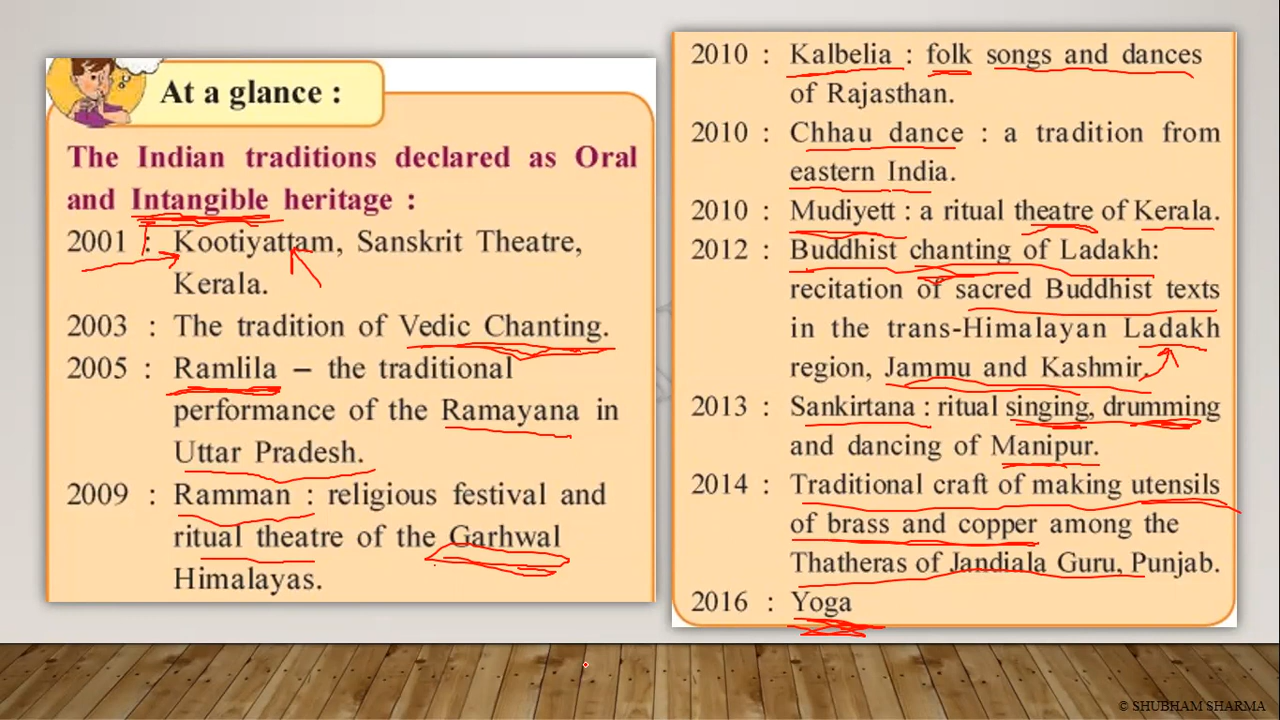 At a glance :
The Indian traditions declared as Oral
and Intangible heritage :
2001 : Kootiyattam, Sanskrit Theatre,
Kerala.
2003 : The tradition of Vedic Chanting.
2005 : Ramlila – the traditional
performance of the Ramayana in
Uttar Pradesh.
2009 : Ramman : religious festival and
ritual theatre of the Garhwal
Himalayas.
2010 : Kalbelia : folk songs and dances
of Rajasthan.
2010 : Chhau dance : a tradition from
eastern India.
2010 : Mudiyett : a ritual theatre of Kerala.
2012 : Buddhist chanting of Ladakh:
recitation of sacred Buddhist texts
in the trans-Himalayan Ladakh
region, Jammu and Kashmir.
2013 : Sankirtana : ritual singing, drumming
and dancing of Manipur.
2014 : Traditional craft of making utensils
of brass and copper among the
Thatheras of Jandiala Guru, Punjab.
2016 : Yoga
© SHUBHAM SHARMA